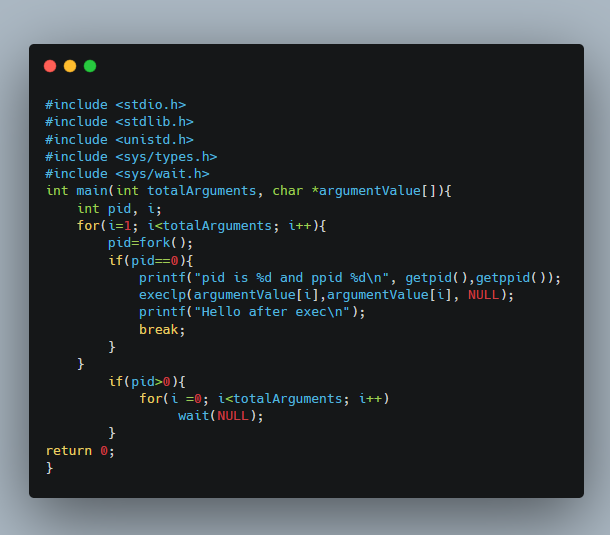 #include <stdio.h>
#include <stdlib.h>
#include <unistd.h>
#include <sys/types.h>
#include <sys/wait.h>
int main(int totalArguments, char *argumentValue[]){
    int pid, i;
    for(i=1; i<totalArguments; i++){
        pid=fork();
        if(pid==0){
            printf("pid is %d and ppid %d\n", getpid(),getppid());
            execlp(argumentValue[i],argumentValue[i], NULL);
            printf("Hello after exec\n");
            break;
        }
    }
        if(pid>0){
            for(i =0; i<totalArguments; i++)
                 wait(NULL);
        }
return 0;
}